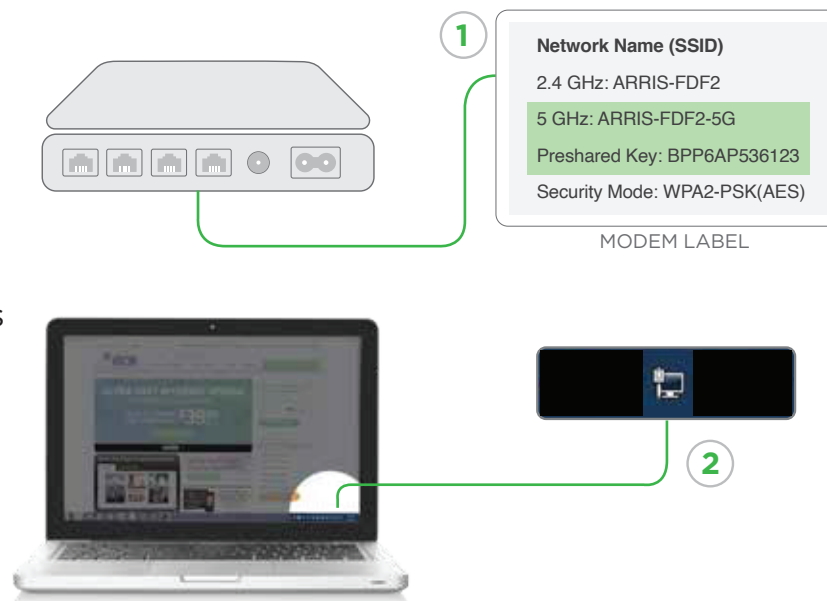 1
Network Name (SSID)
2.4 GHz: ARRIS-FDF2
5 GHz: ARRIS-FDF2-5G
Preshared Key: BPP6AP536123
Security Mode: WPA2-PSK(AES)
MODEM LABEL
S
$39
2